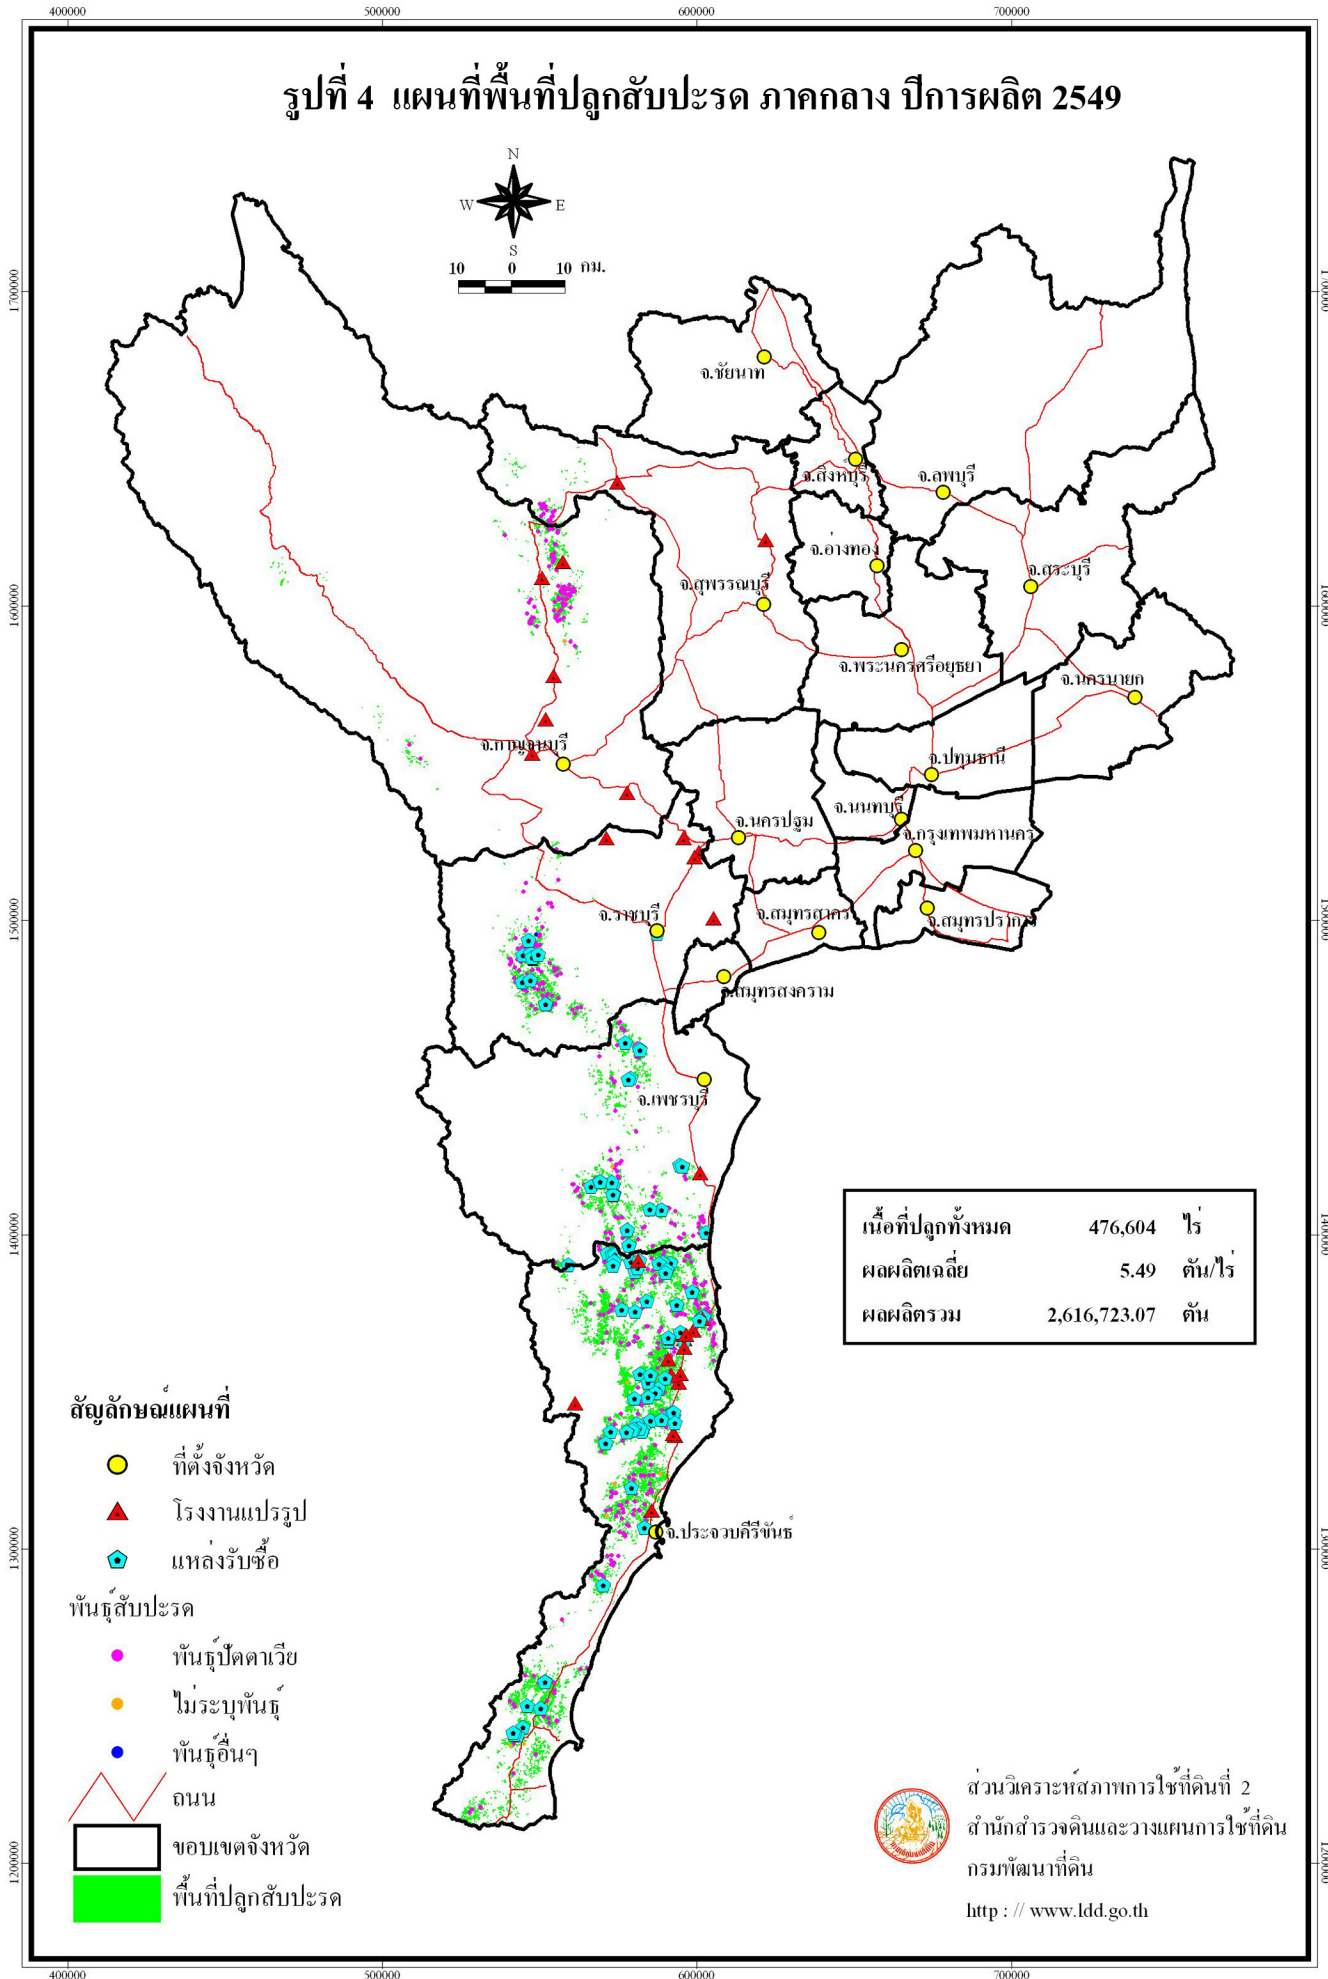 400000 500000 600000 700000
รูปที่ 4 แผนที่พื้นที่ปลูกสับปะรด ภาคกลาง ปีการผลิต 2549
N
W E
S
10 0 10 กม.
1700000
จ.ชัยนาท
จ.สิงห์บุรี
จ.ลพบุรี
จ.อ่างทอง
จ.สระบุรี
จ.สุพรรณบุรี
1600000 1600000
จ.พระนครศรีอยุธยา
จ.นครนายก
จ.กาญจนบุรี
จ.ปทุมธานี
จ.นนทบุรี
จ.นครปฐม
จ.กรุงเทพมหานคร
จ.ราชบุรี
จ.สมุทรสาคร
จ.สมุทรปราการ
1500000 1500000
จ.สมุทรสงคราม
จ.เพชรบุรี
1400000 1400000
เนื้อที่ปลูกทั้งหมด 476,604 ไร่
ผลผลิตเฉลี่ย 5.49 ตัน/ไร่
ผลผลิตรวม 2,616,723.07 ตัน
จ.ประจวบคีรีขันธ์
1300000 1300000
สัญลักษณ์แผนที่
ที่ตั้งจังหวัด
โรงงานแปรรูป
แหล่งรับซื้อ
พันธุ์สับปะรด
พันธุ์ปัตตาเวีย
ไม่ระบุพันธุ์
พันธุ์อื่นๆ
ถนน
ขอบเขตจังหวัด
พื้นที่ปลูกสับปะรด
ส่วนวิเคราะห์สภาพการใช้ที่ดินที่ 2
สำนักสำรวจดินและวางแผนการใช้ที่ดิน
กรมพัฒนาที่ดิน
http : // www.ldd.go.th
1200000 1200000
400000 500000 600000 700000